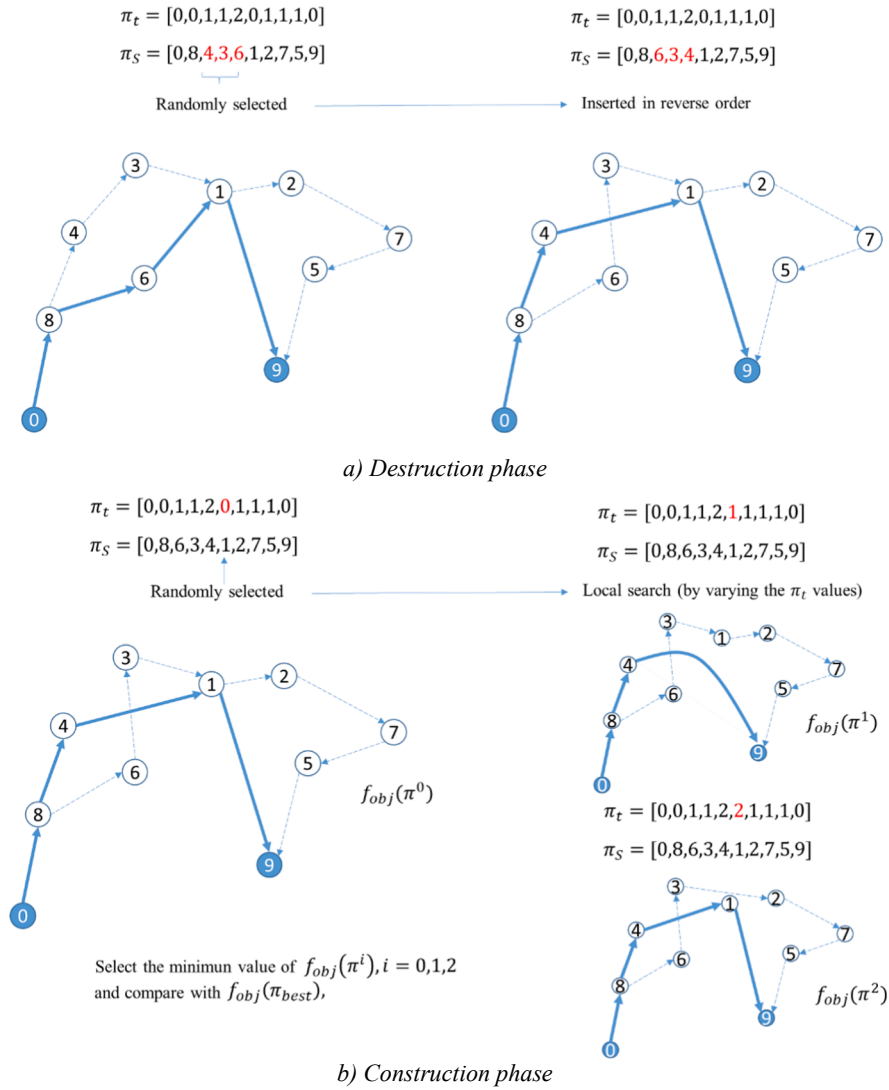 π_t = [0,0,1,1,2,0,1,1,1,0]
π_S = [0,8,4,3,6,1,2,7,5,9]
Randomly selected
π_t = [0,0,1,1,2,0,1,1,1,0]
π_S = [0,8,6,3,4,1,2,7,5,9]
Inserted in reverse order
3
1
2
4
7
6
5
8
9
0
3
1
2
4
7
6
5
8
9
0
a) Destruction phase
π_t = [0,0,1,1,2,0,1,1,1,0]
π_S = [0,8,6,3,4,1,2,7,5,9]
Randomly selected
π_t = [0,0,1,1,2,1,1,1,1,0]
π_S = [0,8,6,3,4,1,2,7,5,9]
Local search (by varying the π_t values)
3
1
2
4
7
6
5
8
9
0
f_obj(π^0)
3
1
2
4
7
6
5
8
9
0
f_obj(π^1)
π_t = [0,0,1,1,2,2,1,1,1,0]
π_S = [0,8,6,3,4,1,2,7,5,9]
3
1
2
4
7
6
5
8
9
0
f_obj(π^2)
Select the minimun value of f_obj(π^i), i = 0,1,2
and compare with f_obj(π_best),
b) Construction phase